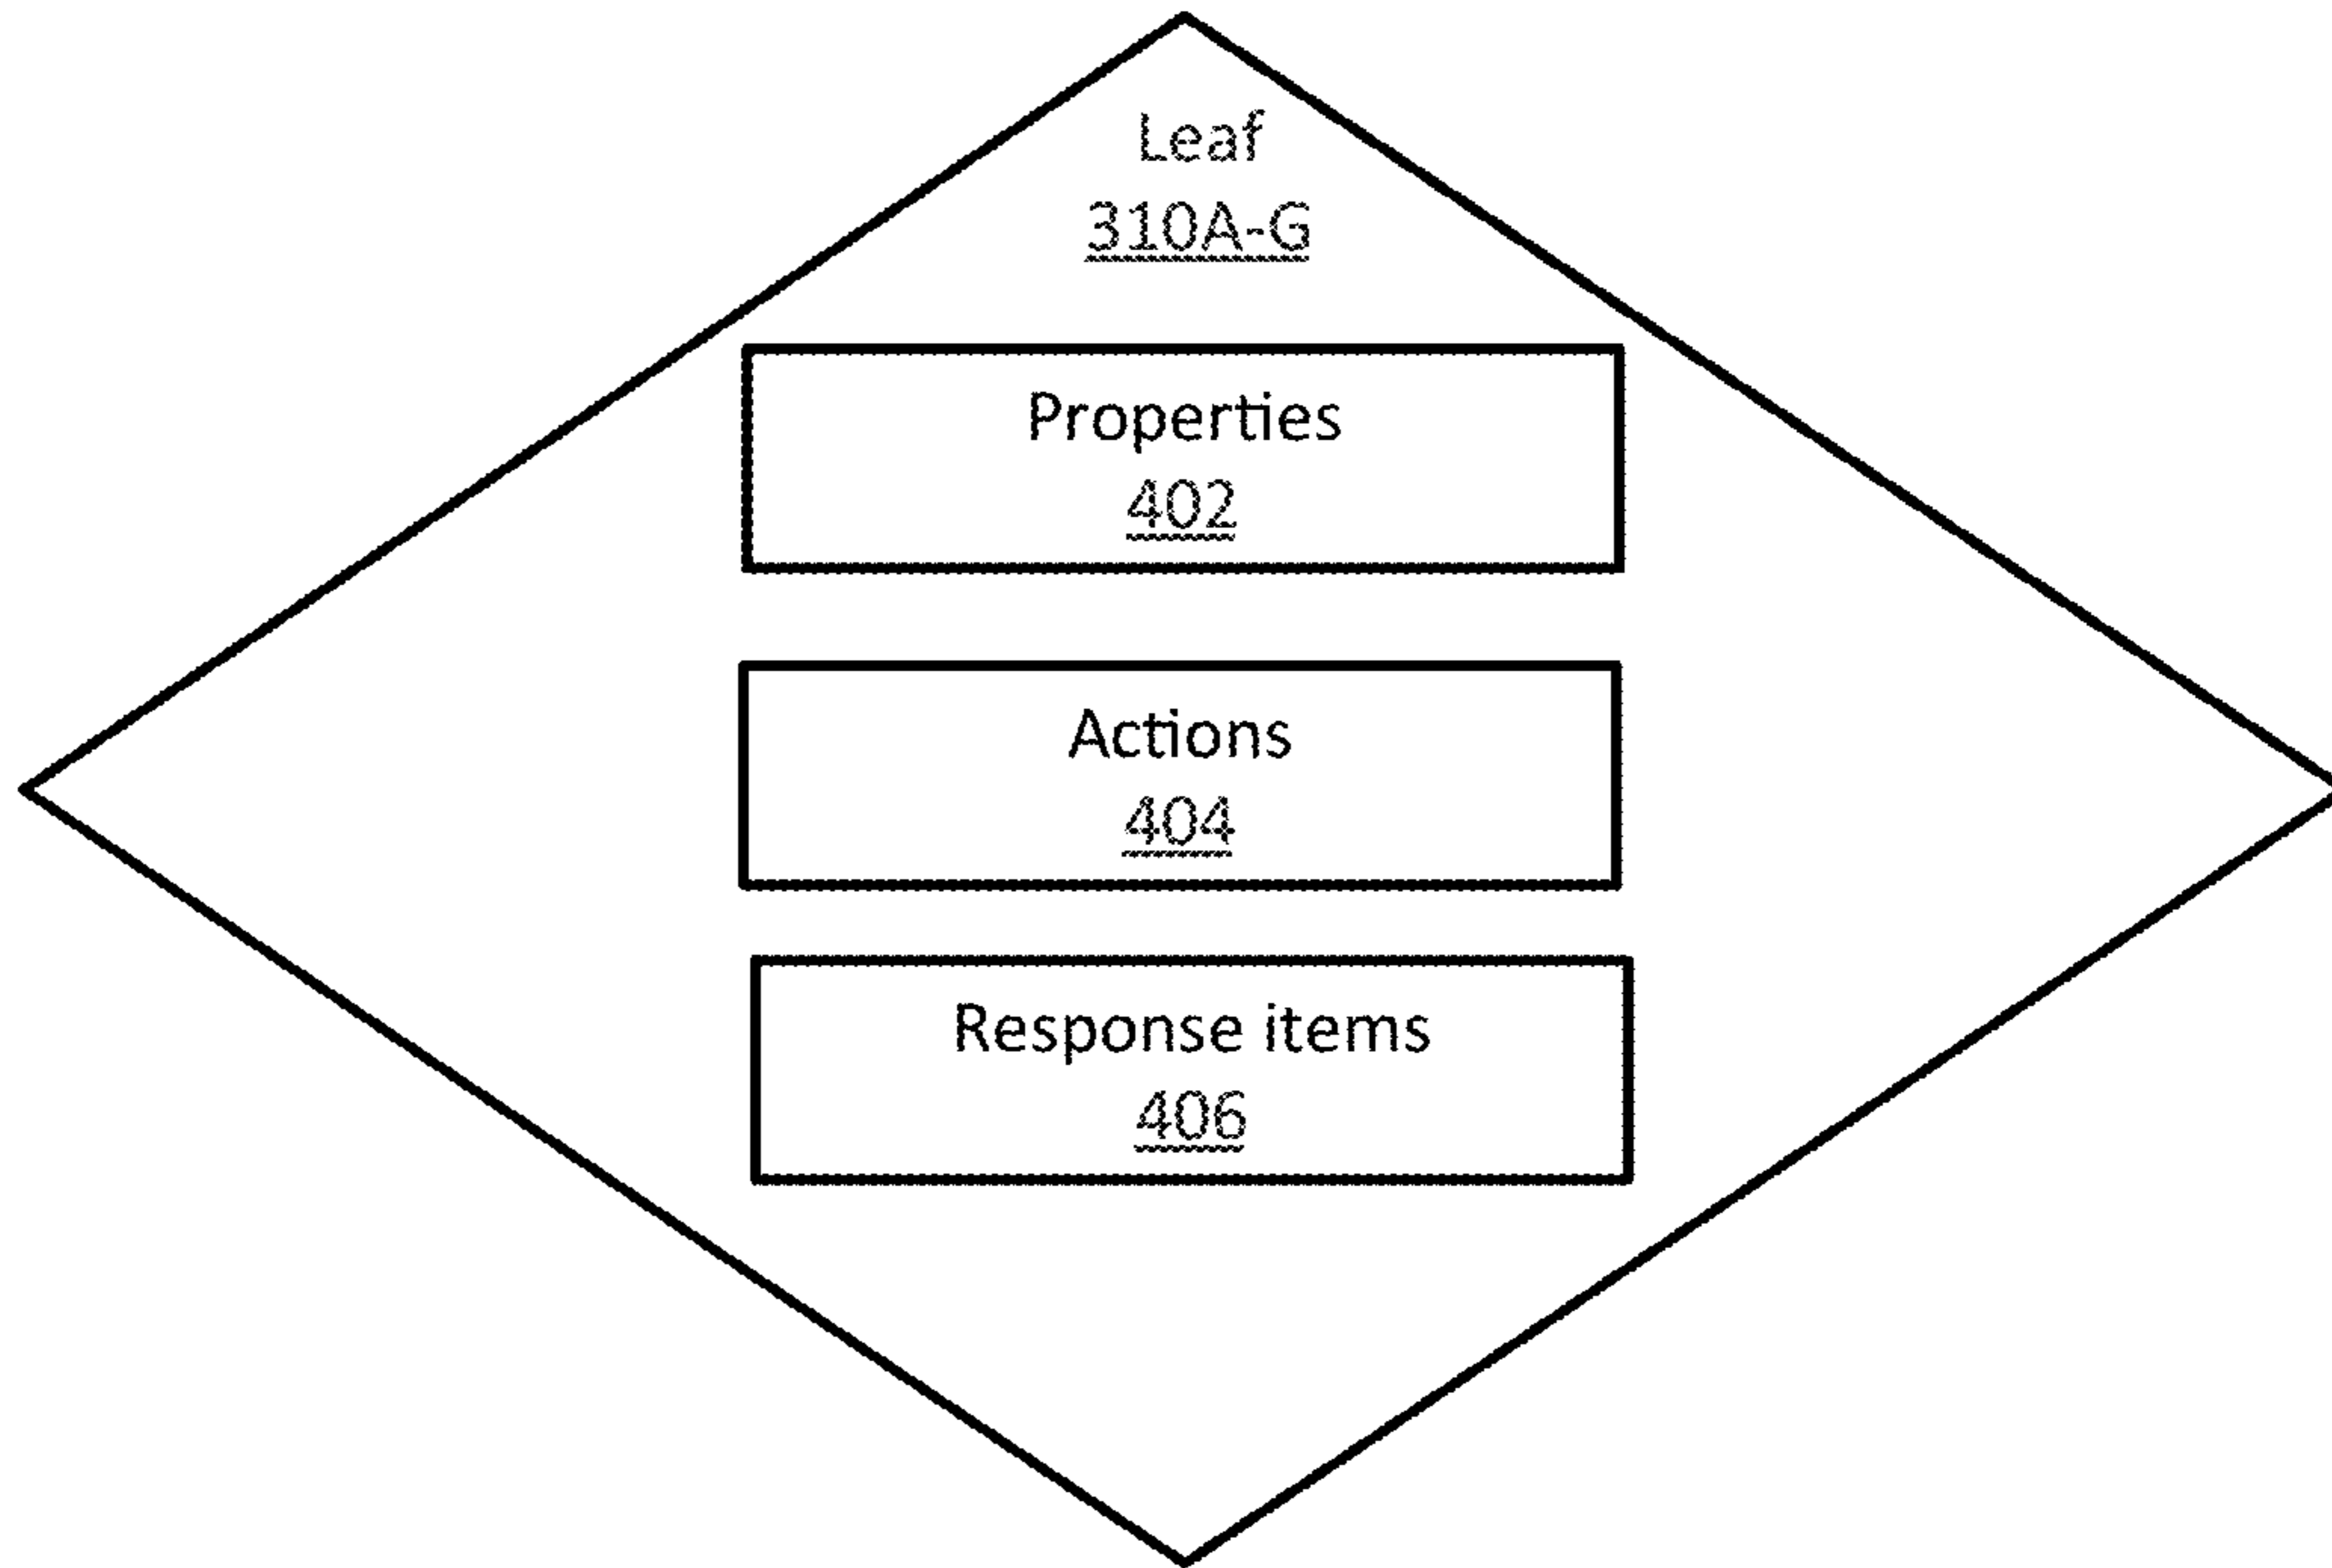 Leaf
310A-G
Properties
402
Actions
404
Response items
406